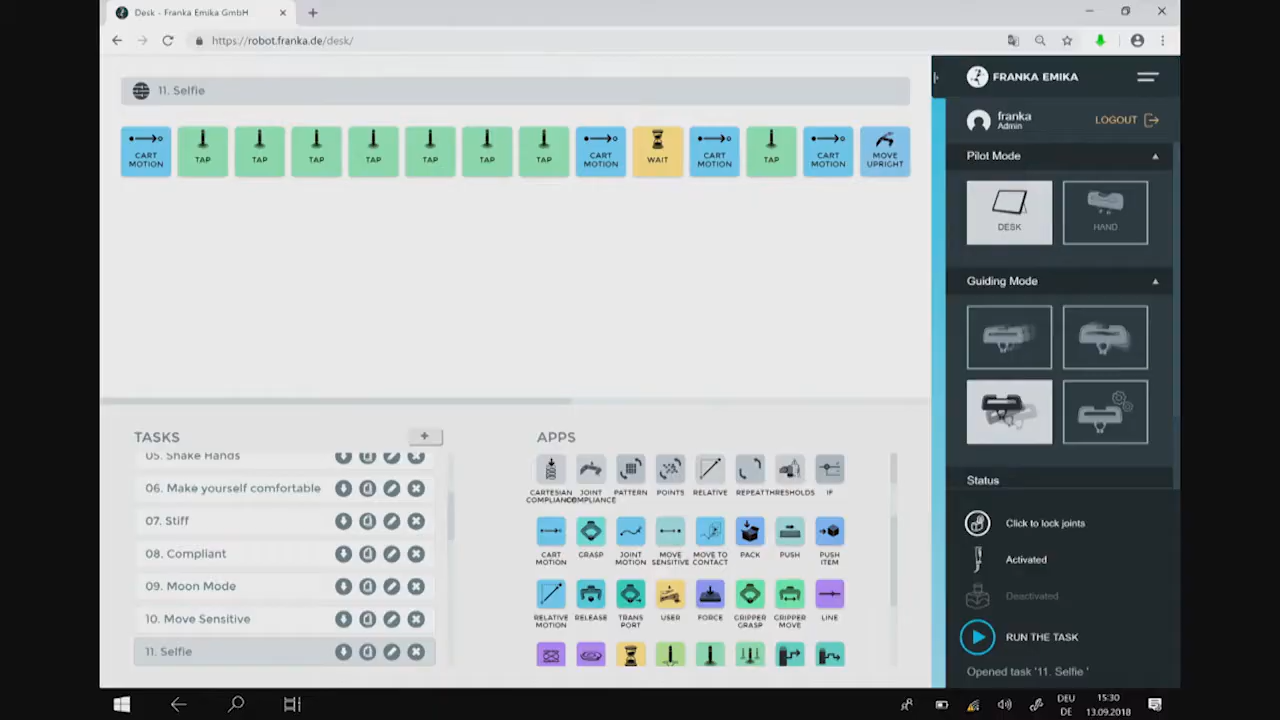 Desk - Franka Emika GmbH
https://robot.franka.de/desk/
11. Selfie
CART MOTION
TAP
TAP
TAP
TAP
TAP
TAP
TAP
CART MOTION
WAIT
CART MOTION
TAP
CART MOTION
MOVE UPRIGHT
TASKS
05. Shake Hands
06. Make yourself comfortable
07. Stiff
08. Compliant
09. Moon Mode
10. Move Sensitive
11. Selfie
APPS
CARTESIAN COMPLIANCE
JOINT COMPLIANCE
PATTERN
POINTS
RELATIVE
REPEAT
THRESHOLDS
IF
CART MOTION
GRASP
JOINT MOTION
MOVE SENSITIVE
MOVE TO CONTACT
PACK
PUSH
PUSH ITEM
RELATIVE MOTION
RELEASE
TRANS PORT
USER
FORCE
GRIPPER GRASP
GRIPPER MOVE
LINE
FRANKA EMIKA
franka
Admin
LOGOUT
Pilot Mode
DESK
HAND
Guiding Mode
Status
Click to lock joints
Activated
Deactivated
RUN THE TASK
Opened task '11. Selfie '
DEU
DE
15:30
13.09.2018